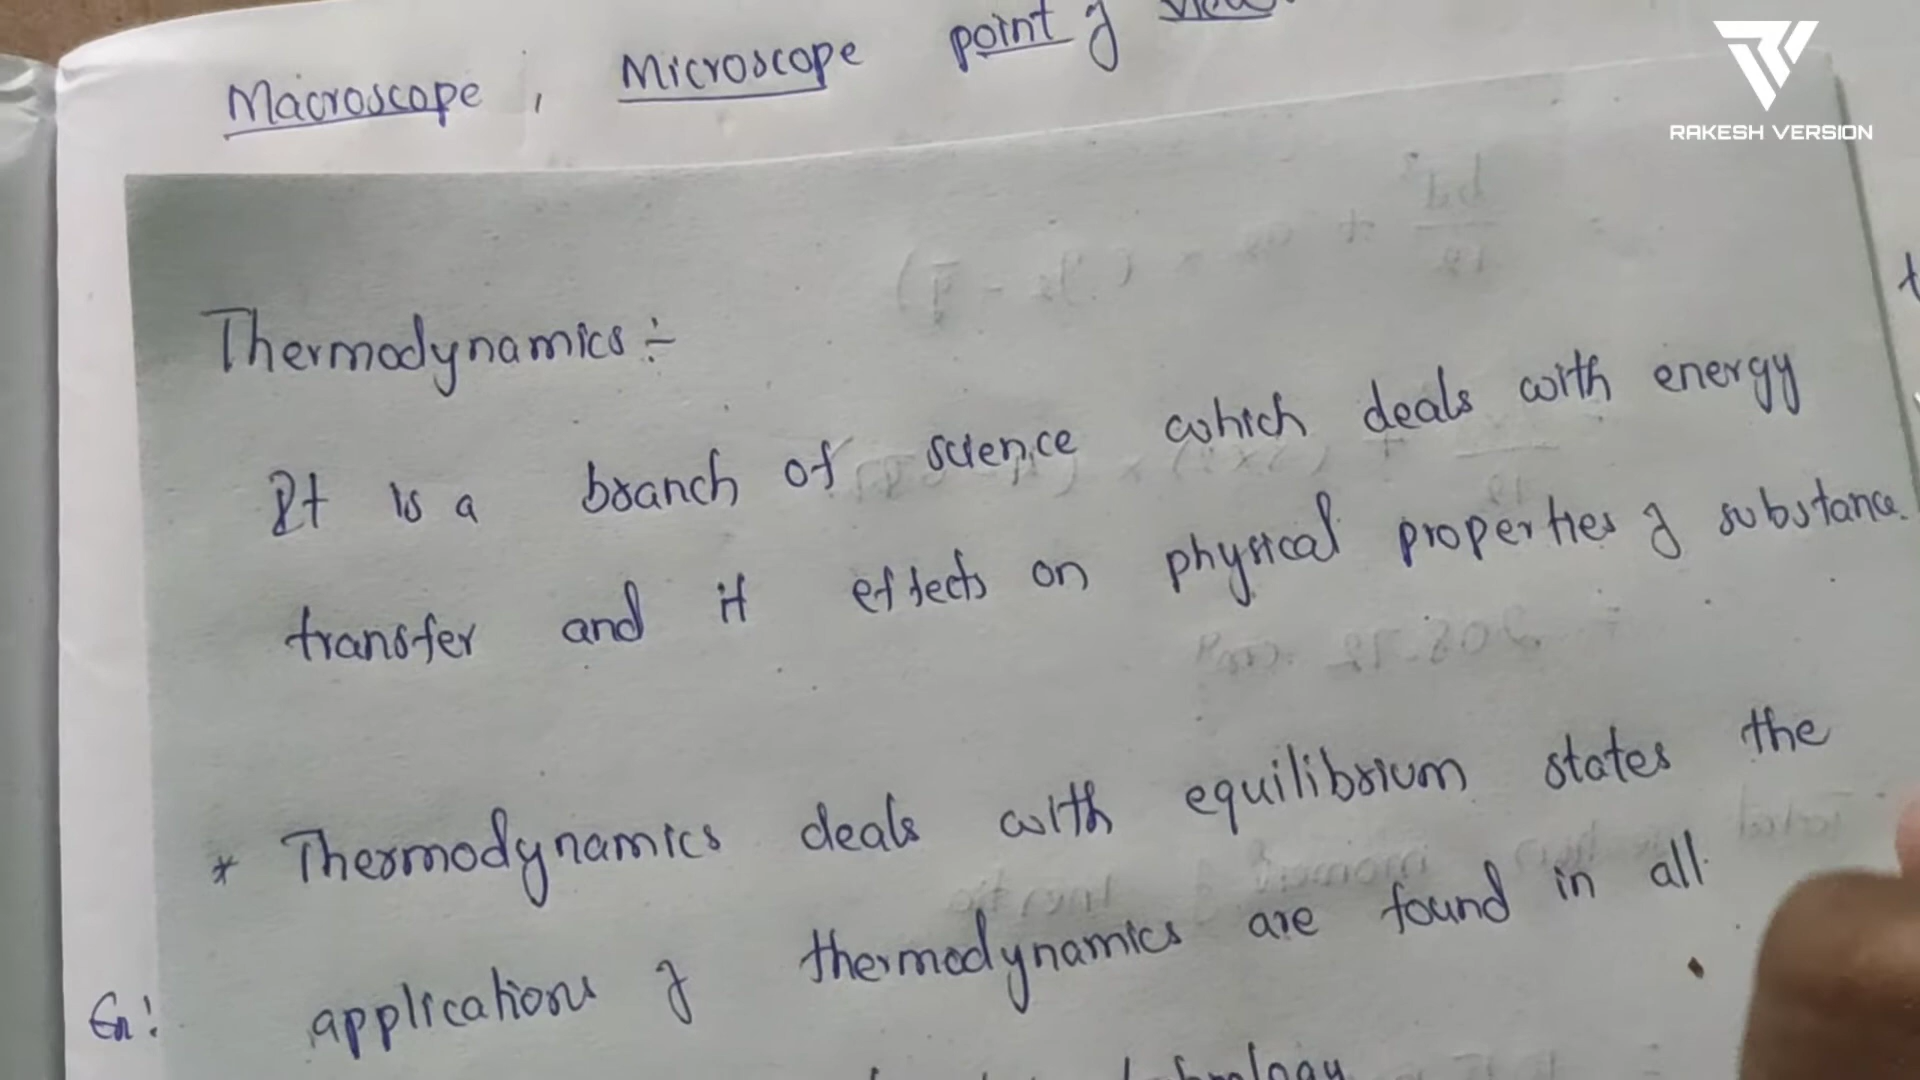 Macroscope, Microscope point of view
RAKESH VERSION
Thermodynamics :-
It is a branch of science which deals with energy
transfer and it effects on physical properties of substance.
* Thermodynamics deals with equilibrium states the
applications of thermodynamics are found in all